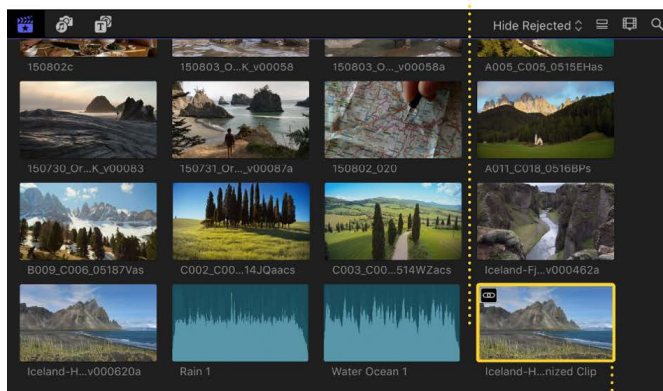 Hide Rejected
150802c
150803_O...K_v00058
150803_O..._v00058a
A005_C005_0515EHas
150730_Or...K_v00083
150731_Or..._v00087a
150802_020
A011_C018_0516BPs
B009_C006_05187Vas
C002_C00...14JQaacs
C003_C00...514WZacs
Iceland-Fj...v000462a
Iceland-H...v000620a
Rain 1
Water Ocean 1
Iceland-H...nized Clip